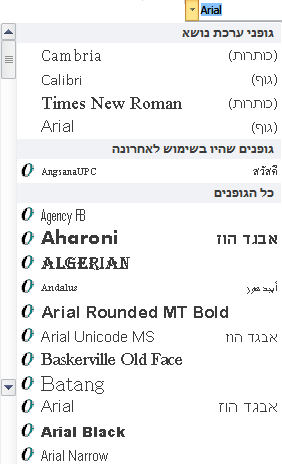 Arial
גופני ערכת נושא
Cambria (כותרות)
Calibri (גוף)
Times New Roman (כותרות)
Arial (גוף)
גופנים שהיו בשימוש לאחרונה
AngsanaUPC สวัสดี
כל הגופנים
Agency FB
Aharoni אבגד הוז
ALGERIAN
Andalus أبجد هوز
Arial Rounded MT Bold
Arial Unicode MS אבגד הוז
Baskerville Old Face
Batang
Arial אבגד הוז
Arial Black
Arial Narrow